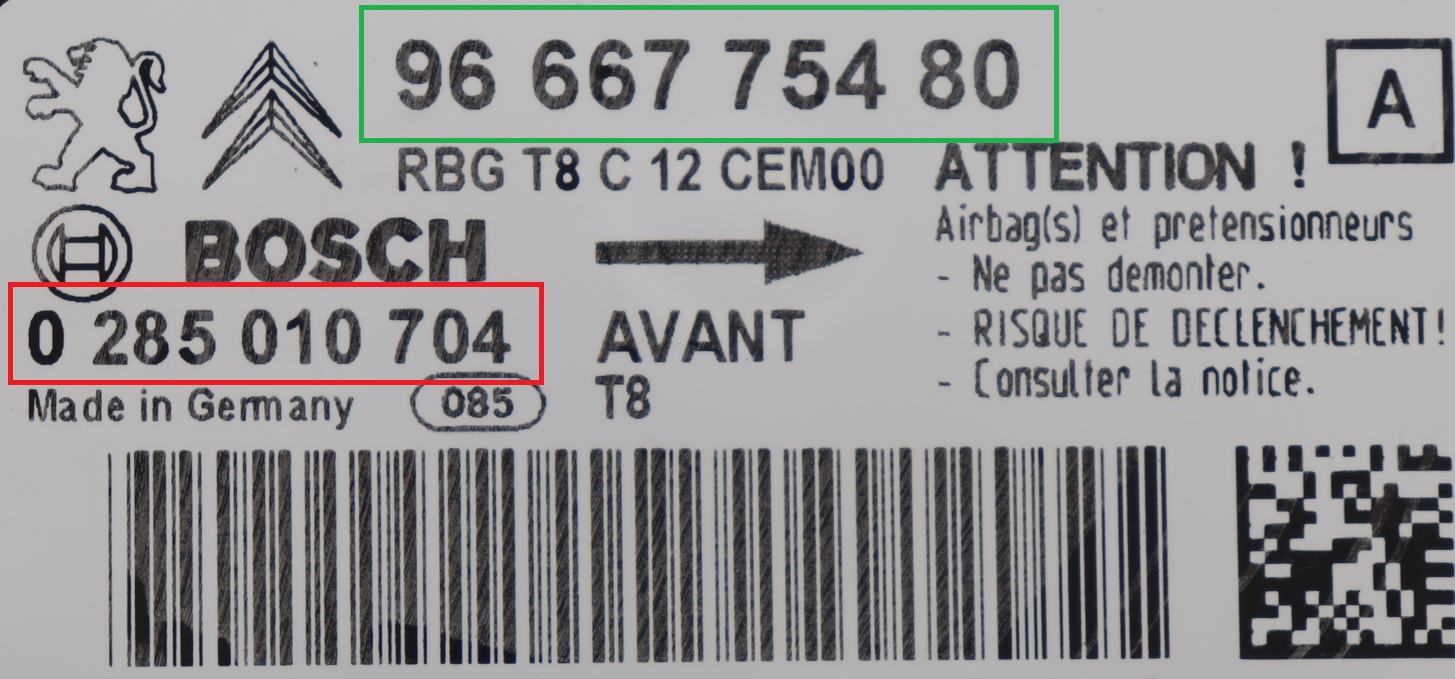 96 667 754 80
A
RBG T8 C 12 CEM00
ATTENTION !
Airbag(s) et pretensionneurs
- Ne pas demonter.
- RISQUE DE DECLENCHEMENT!
- Consulter la notice.
BOSCH
0 285 010 704
AVANT
Made in Germany
085
T8